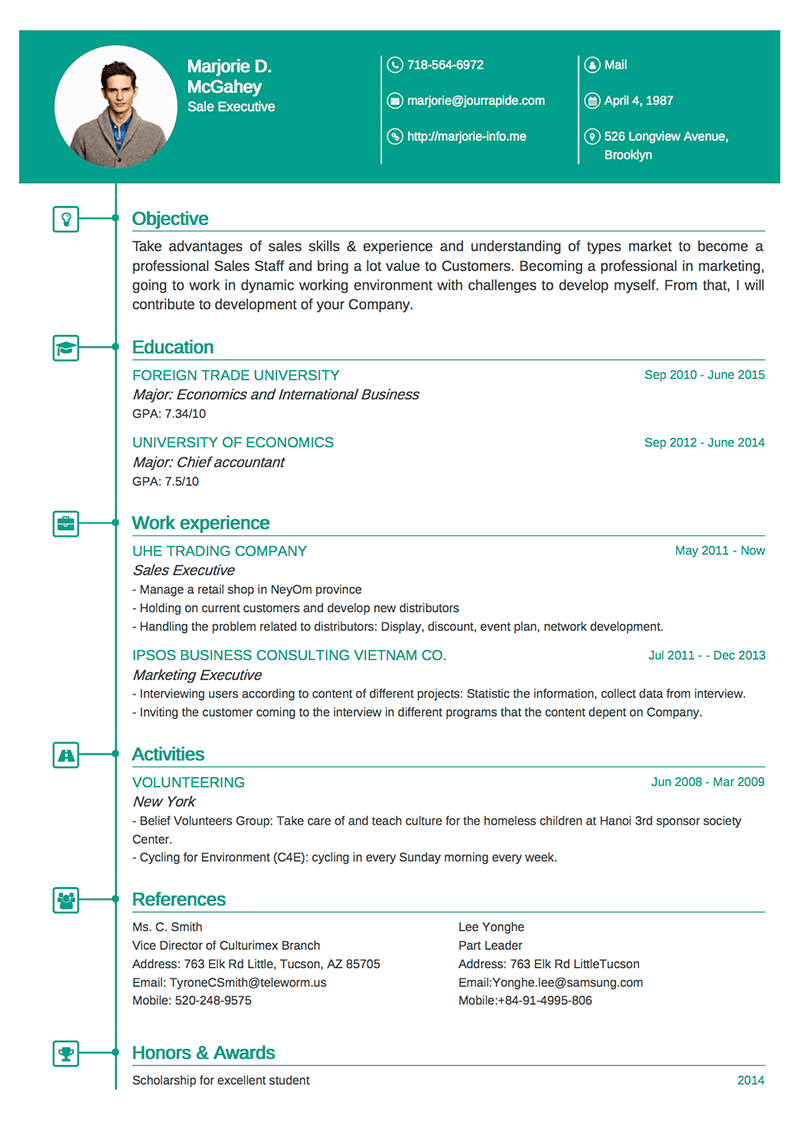 Marjorie D.
McGahey
Sale Executive
718-564-6972
marjorie@jourrapide.com
http://marjorie-info.me
Mail
April 4, 1987
526 Longview Avenue,
Brooklyn
Objective
Take advantages of sales skills & experience and understanding of types market to become a
professional Sales Staff and bring a lot value to Customers. Becoming a professional in marketing,
going to work in dynamic working environment with challenges to develop myself. From that, I will
contribute to development of your Company.
Education
FOREIGN TRADE UNIVERSITY Sep 2010 - June 2015
Major: Economics and International Business
GPA: 7.34/10
UNIVERSITY OF ECONOMICS Sep 2012 - June 2014
Major: Chief accountant
GPA: 7.5/10
Work experience
UHE TRADING COMPANY May 2011 - Now
Sales Executive
- Manage a retail shop in NeyOm province
- Holding on current customers and develop new distributors
- Handling the problem related to distributors: Display, discount, event plan, network development.
IPSOS BUSINESS CONSULTING VIETNAM CO. Jul 2011 - - Dec 2013
Marketing Executive
- Interviewing users according to content of different projects: Statistic the information, collect data from interview.
- Inviting the customer coming to the interview in different programs that the content depent on Company.
Activities
VOLUNTEERING Jun 2008 - Mar 2009
New York
- Belief Volunteers Group: Take care of and teach culture for the homeless children at Hanoi 3rd sponsor society
Center.
- Cycling for Environment (C4E): cycling in every Sunday morning every week.
References
Ms. C. Smith
Vice Director of Culturimex Branch
Address: 763 Elk Rd Little, Tucson, AZ 85705
Email: TyroneCSmith@teleworm.us
Mobile: 520-248-9575
Lee Yonghe
Part Leader
Address: 763 Elk Rd LittleTucson
Email:Yonghe.lee@samsung.com
Mobile:+84-91-4995-806
Honors & Awards
Scholarship for excellent student 2014